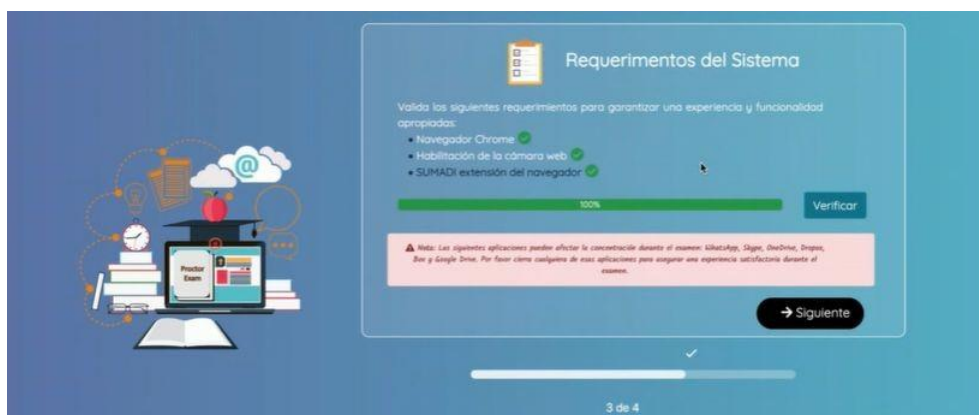 Requerimentos del Sistema
Valida los siguientes requerimientos para garantizar una experiencia y funcionalidad
apropiadas:
• Navegador Chrome
• Habilitación de la cámara web
• SUMADI extensión del navegador
100%
Verificar
Nota: Las siguientes aplicaciones pueden afectar la concentración durante el examen: WhatsApp, Skype, OneDrive, Dropox,
Box y Google Drive. Por favor cierre cualquiera de esas aplicaciones para asegurar una experiencia satisfactoria durante el
examen.
→ Siguiente
3 de 4
@
Proctor
Exam